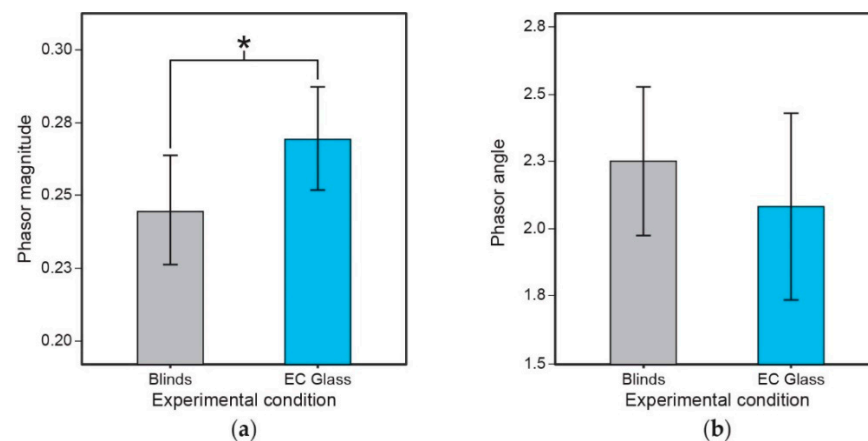 *
0.30
0.28
0.25
0.23
0.20
Phasor magnitude
Blinds EC Glass
Experimental condition
(a)
2.8
2.5
2.3
2.0
1.8
1.5
Phasor angle
Blinds EC Glass
Experimental condition
(b)